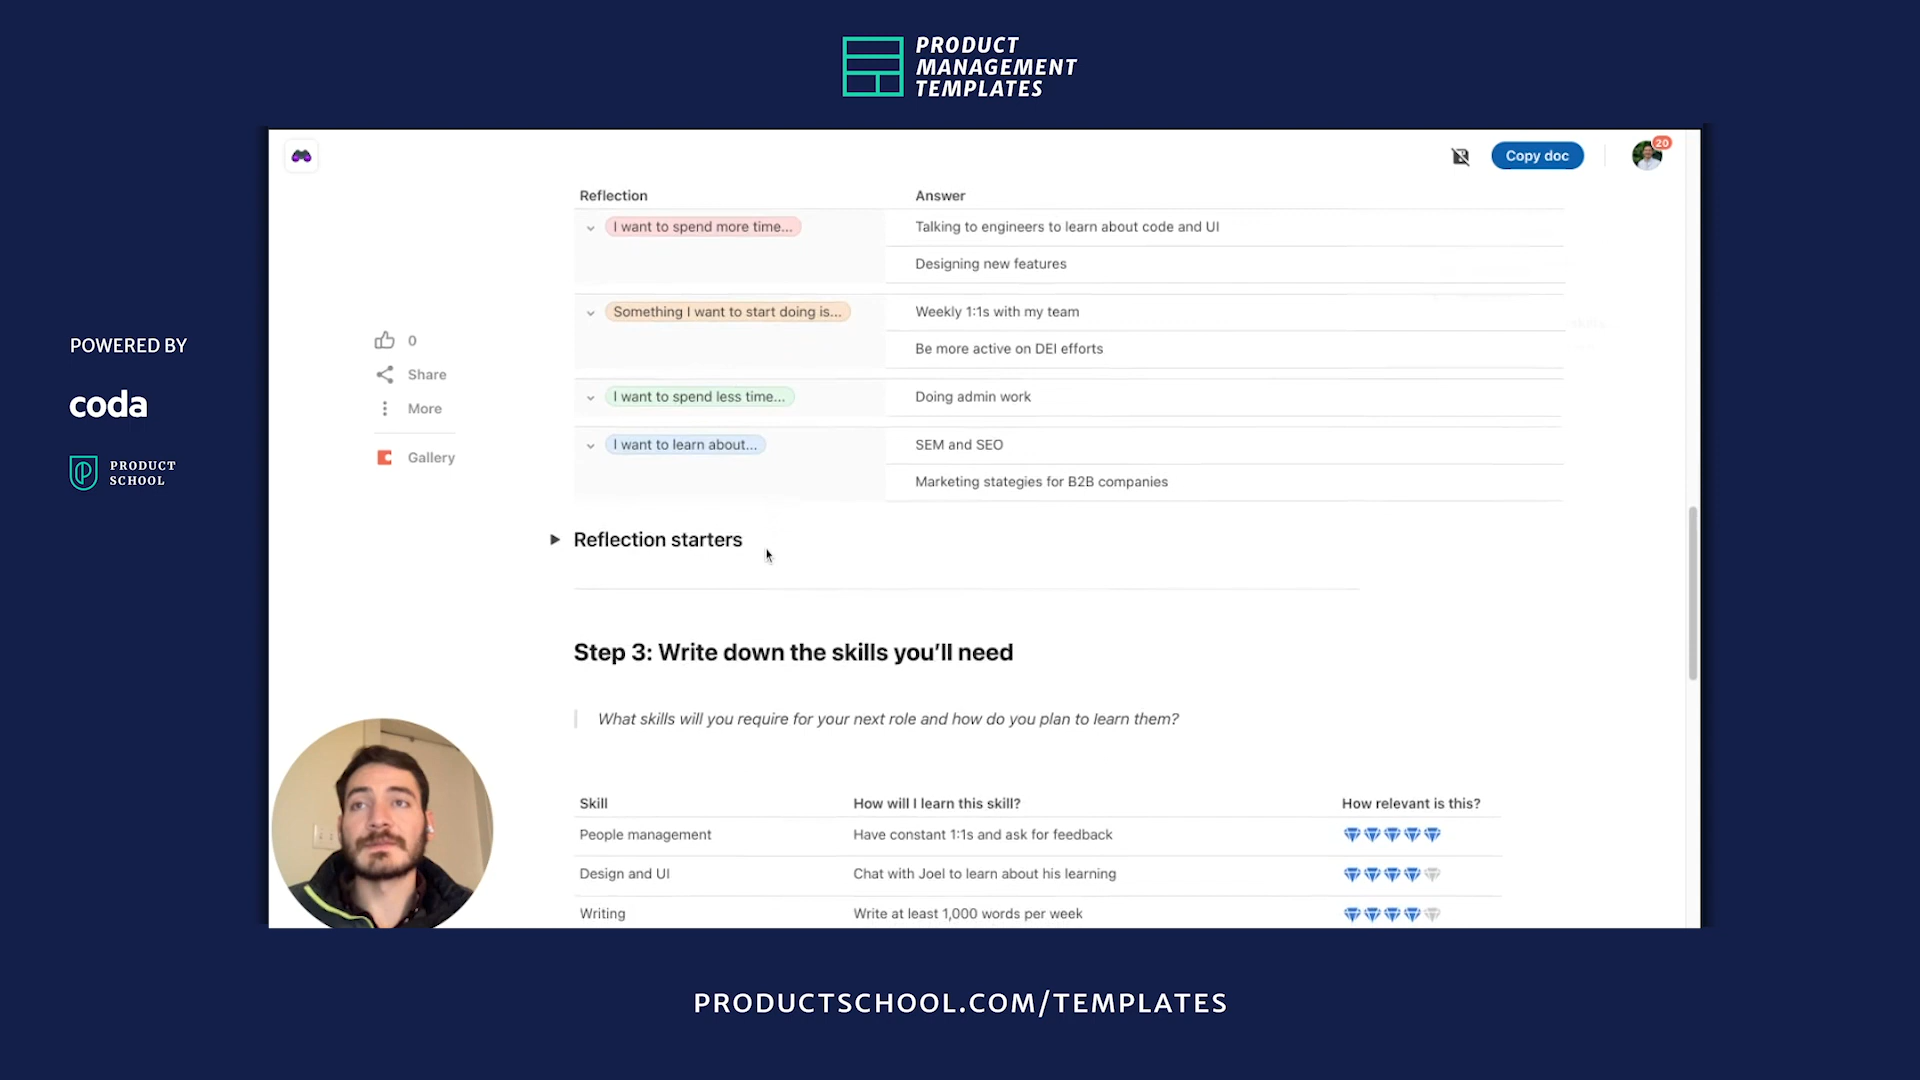 PRODUCT
MANAGEMENT
TEMPLATES
Copy doc
20
Reflection Answer
I want to spend more time... Talking to engineers to learn about code and UI
Designing new features
Something I want to start doing is... Weekly 1:1s with my team
Be more active on DEI efforts
I want to spend less time... Doing admin work
I want to learn about... SEM and SEO
Marketing stategies for B2B companies
POWERED BY
coda
PRODUCT
SCHOOL
0
Share
More
Gallery
Reflection starters
Step 3: Write down the skills you’ll need
What skills will you require for your next role and how do you plan to learn them?
Skill How will I learn this skill? How relevant is this?
People management Have constant 1:1s and ask for feedback
Design and UI Chat with Joel to learn about his learning
Writing Write at least 1,000 words per week
PRODUCTSCHOOL.COM/TEMPLATES